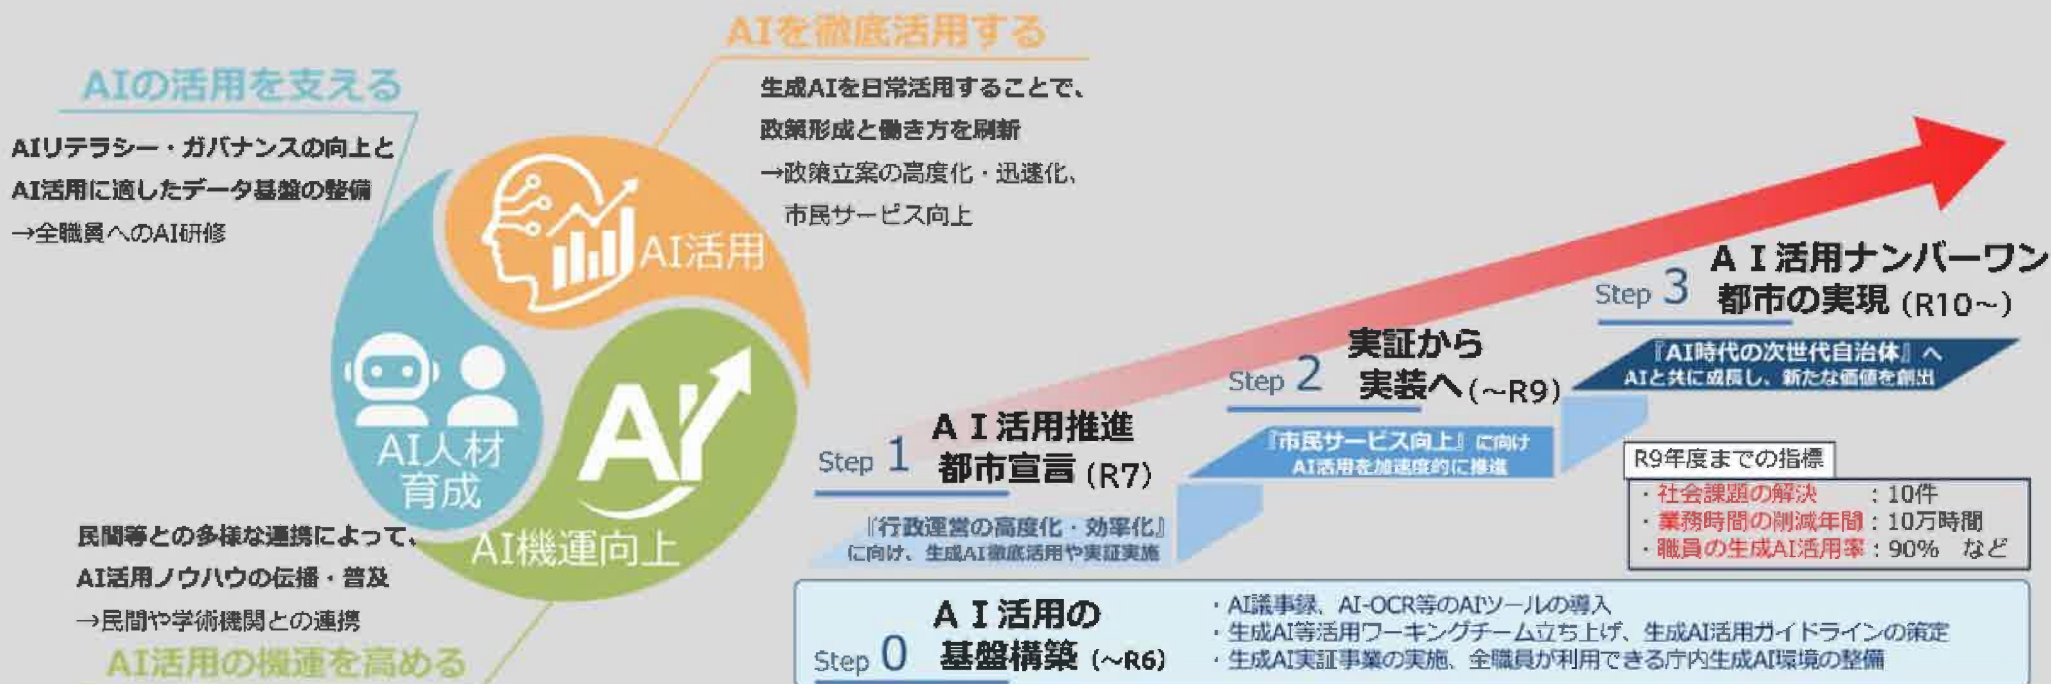 AIを徹底活用する
生成AIを日常活用することで、
政策形成と働き方を刷新
→政策立案の高度化・迅速化、
市民サービス向上
AIの活用を支える
AIリテラシー・ガバナンスの向上と
AI活用に適したデータ基盤の整備
→全職員へのAI研修
AI活用
AI人材
育成
AI
AI機運向上
民間等との多様な連携によって、
AI活用ノウハウの伝播・普及
→民間や学術機関との連携
AI活用の機運を高める
Step 3 ＡＩ活用ナンバーワン
都市の実現 (R10～)
『AI時代の次世代自治体』へ
AIと共に成長し、新たな価値を創出
Step 2 実証から
実装へ (～R9)
『市民サービス向上』に向け
AI活用を加速度的に推進
Step 1 ＡＩ活用推進
都市宣言 (R7)
『行政運営の高度化・効率化』
に向け、生成AI徹底活用や実証実施
R9年度までの指標
・社会課題の解決　　：10件
・業務時間の削減年間：10万時間
・職員の生成AI活用率：90%　など
Step 0 ＡＩ活用の
基盤構築 (～R6)
・AI議事録、AI-OCR等のAIツールの導入
・生成AI等活用ワーキングチーム立ち上げ、生成AI活用ガイドラインの策定
・生成AI実証事業の実施、全職員が利用できる庁内生成AI環境の整備